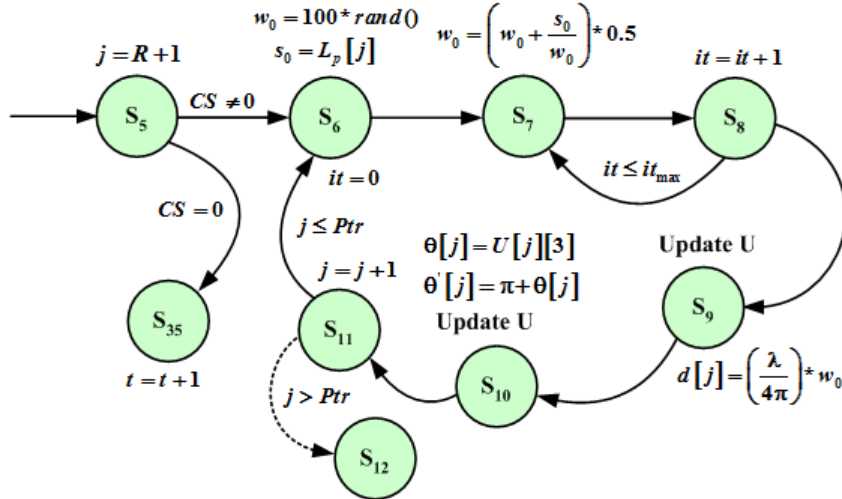 w₀ = 100 * rand()
s₀ = Lₚ[j]
w₀ = (w₀ + s₀/w₀) * 0.5
it = it + 1
j = R + 1
S₅
CS ≠ 0
S₆
S₇
S₈
it = 0
it ≤ it_max
CS = 0
j ≤ Ptr
θ[j] = U[j][3]
θ'[j] = π + θ[j]
Update U
Update U
j = j + 1
S₉
S₃₅
S₁₁
S₁₀
d[j] = (λ/4π) * w₀
t = t + 1
j > Ptr
S₁₂